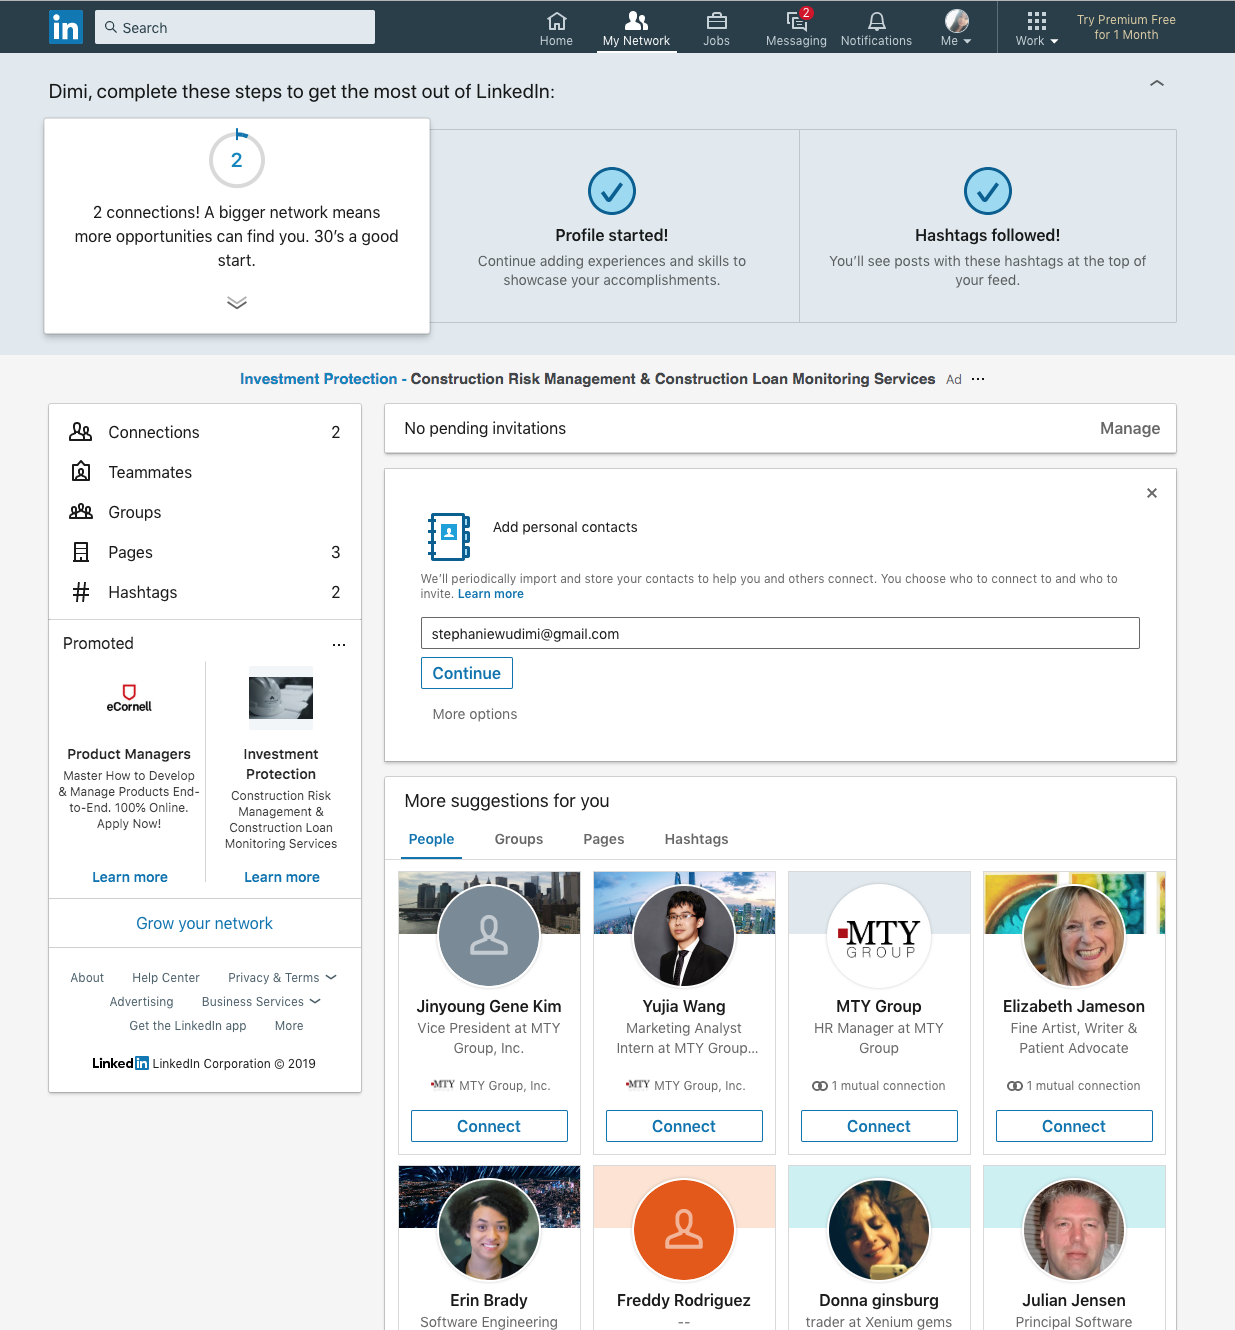 in
Search
Home
My Network
Jobs
2
Messaging
Notifications
Me
Work
Try Premium Free
for 1 Month
Dimi, complete these steps to get the most out of LinkedIn:
2
2 connections! A bigger network means
more opportunities can find you. 30's a good
start.
Profile started!
Continue adding experiences and skills to
showcase your accomplishments.
Hashtags followed!
You'll see posts with these hashtags at the top of
your feed.
Investment Protection - Construction Risk Management & Construction Loan Monitoring Services Ad ...
Connections 2
Teammates
Groups
Pages 3
Hashtags 2
Promoted ...
eCornell
Product Managers
Master How to Develop
& Manage Products End-
to-End. 100% Online.
Apply Now!
Learn more
Investment
Protection
Construction Risk
Management &
Construction Loan
Monitoring Services
Learn more
Grow your network
About Help Center Privacy & Terms
Advertising Business Services
Get the LinkedIn app More
Linked in LinkedIn Corporation © 2019
No pending invitations Manage
Add personal contacts
We'll periodically import and store your contacts to help you and others connect. You choose who to connect to and who to
invite. Learn more
stephaniewudimi@gmail.com
Continue
More options
More suggestions for you
People Groups Pages Hashtags
Jinyoung Gene Kim
Vice President at MTY
Group, Inc.
MTY MTY Group, Inc.
Connect
Yujia Wang
Marketing Analyst
Intern at MTY Group...
MTY MTY Group, Inc.
Connect
MTY
GROUP
MTY Group
HR Manager at MTY
Group
1 mutual connection
Connect
Elizabeth Jameson
Fine Artist, Writer &
Patient Advocate
1 mutual connection
Connect
Erin Brady
Software Engineering
Freddy Rodriguez
--
Donna ginsburg
trader at Xenium gems
Julian Jensen
Principal Software